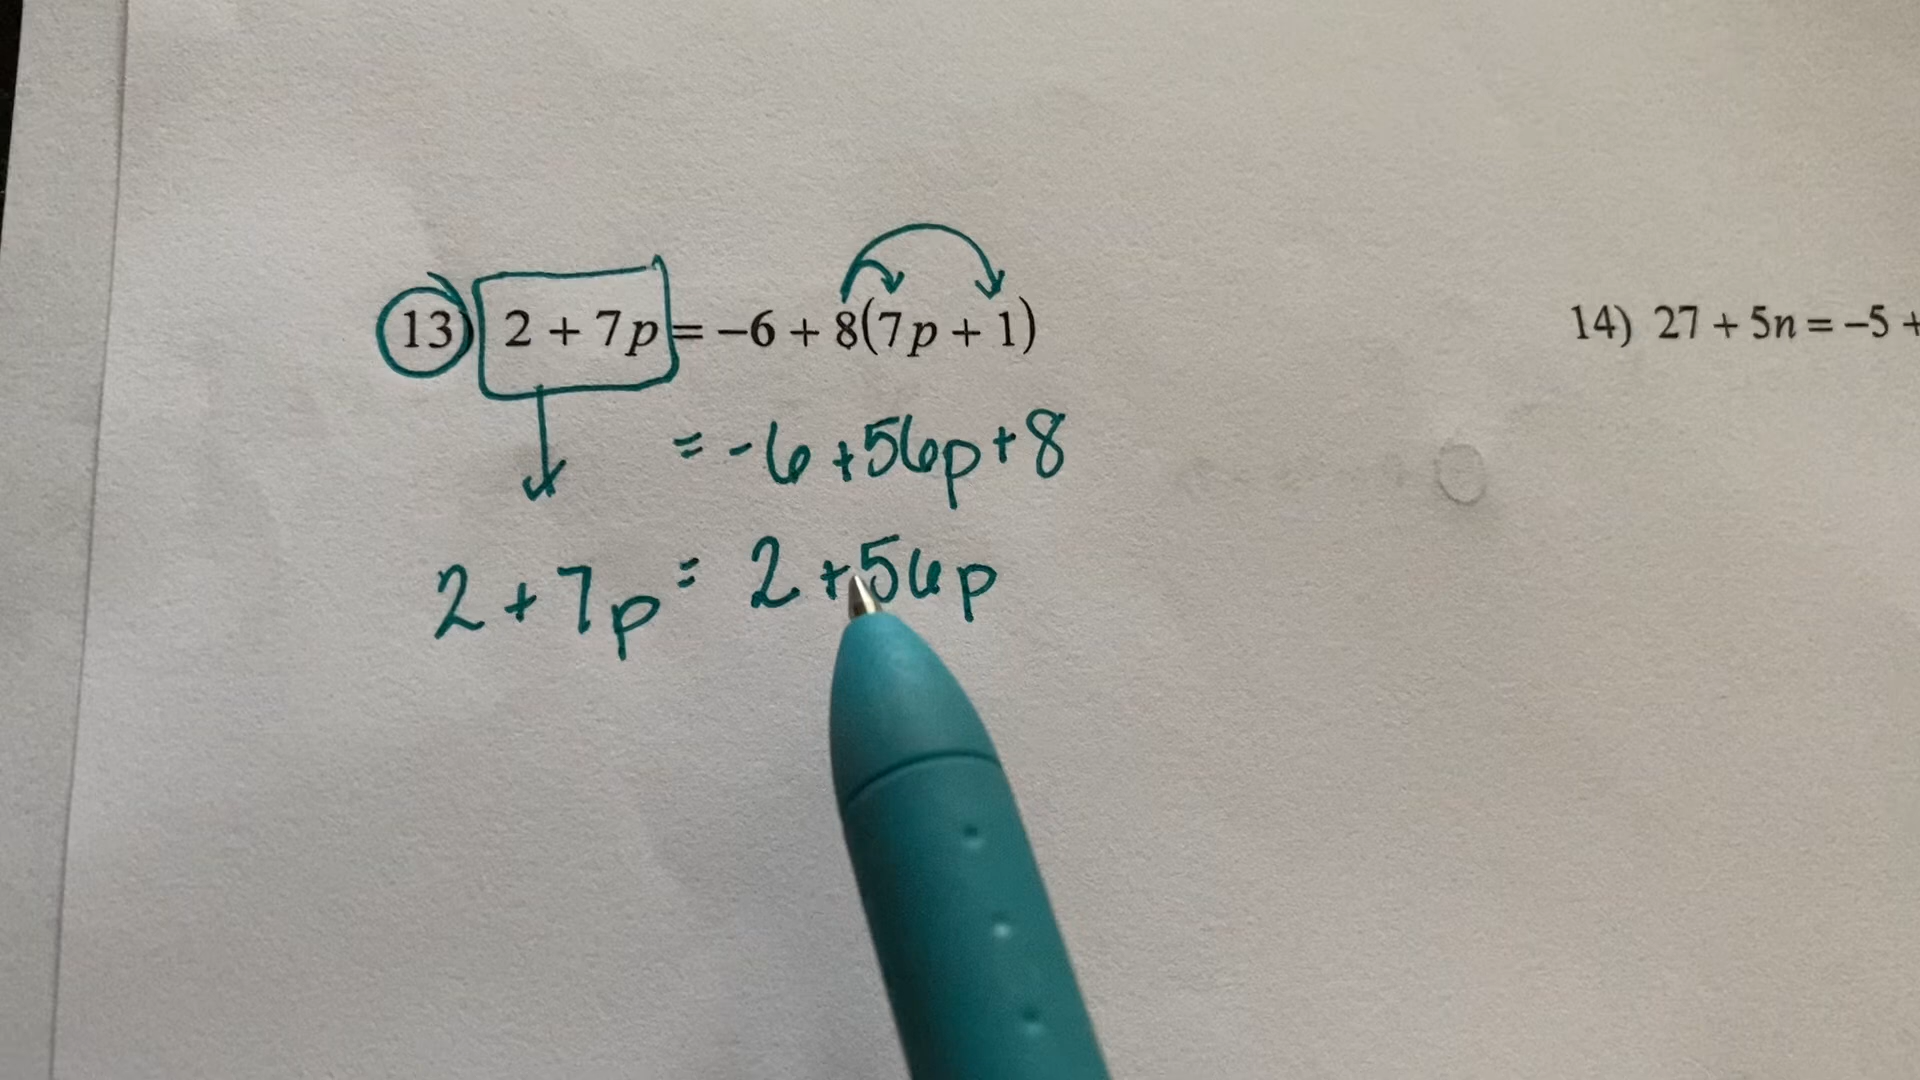 13) 2 + 7p = −6 + 8(7p + 1)
14) 27 + 5n = −5 +
= -6 +56p+8
2 + 7p = 2 +56p